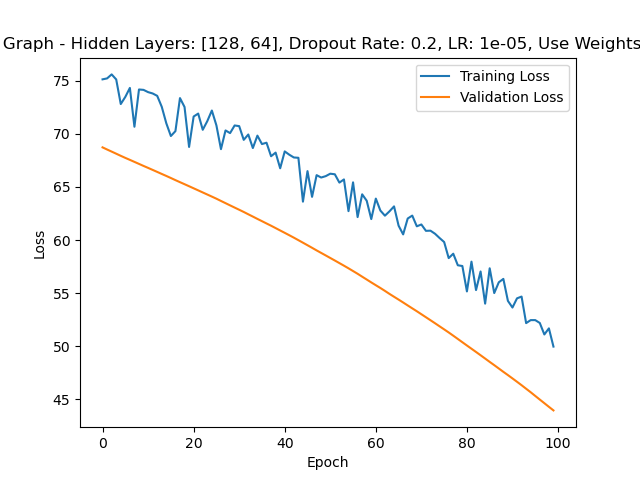 Graph - Hidden Layers: [128, 64], Dropout Rate: 0.2, LR: 1e-05, Use Weights
Training Loss
Validation Loss
75
70
65
60
55
50
45
Loss
0 20 40 60 80 100
Epoch